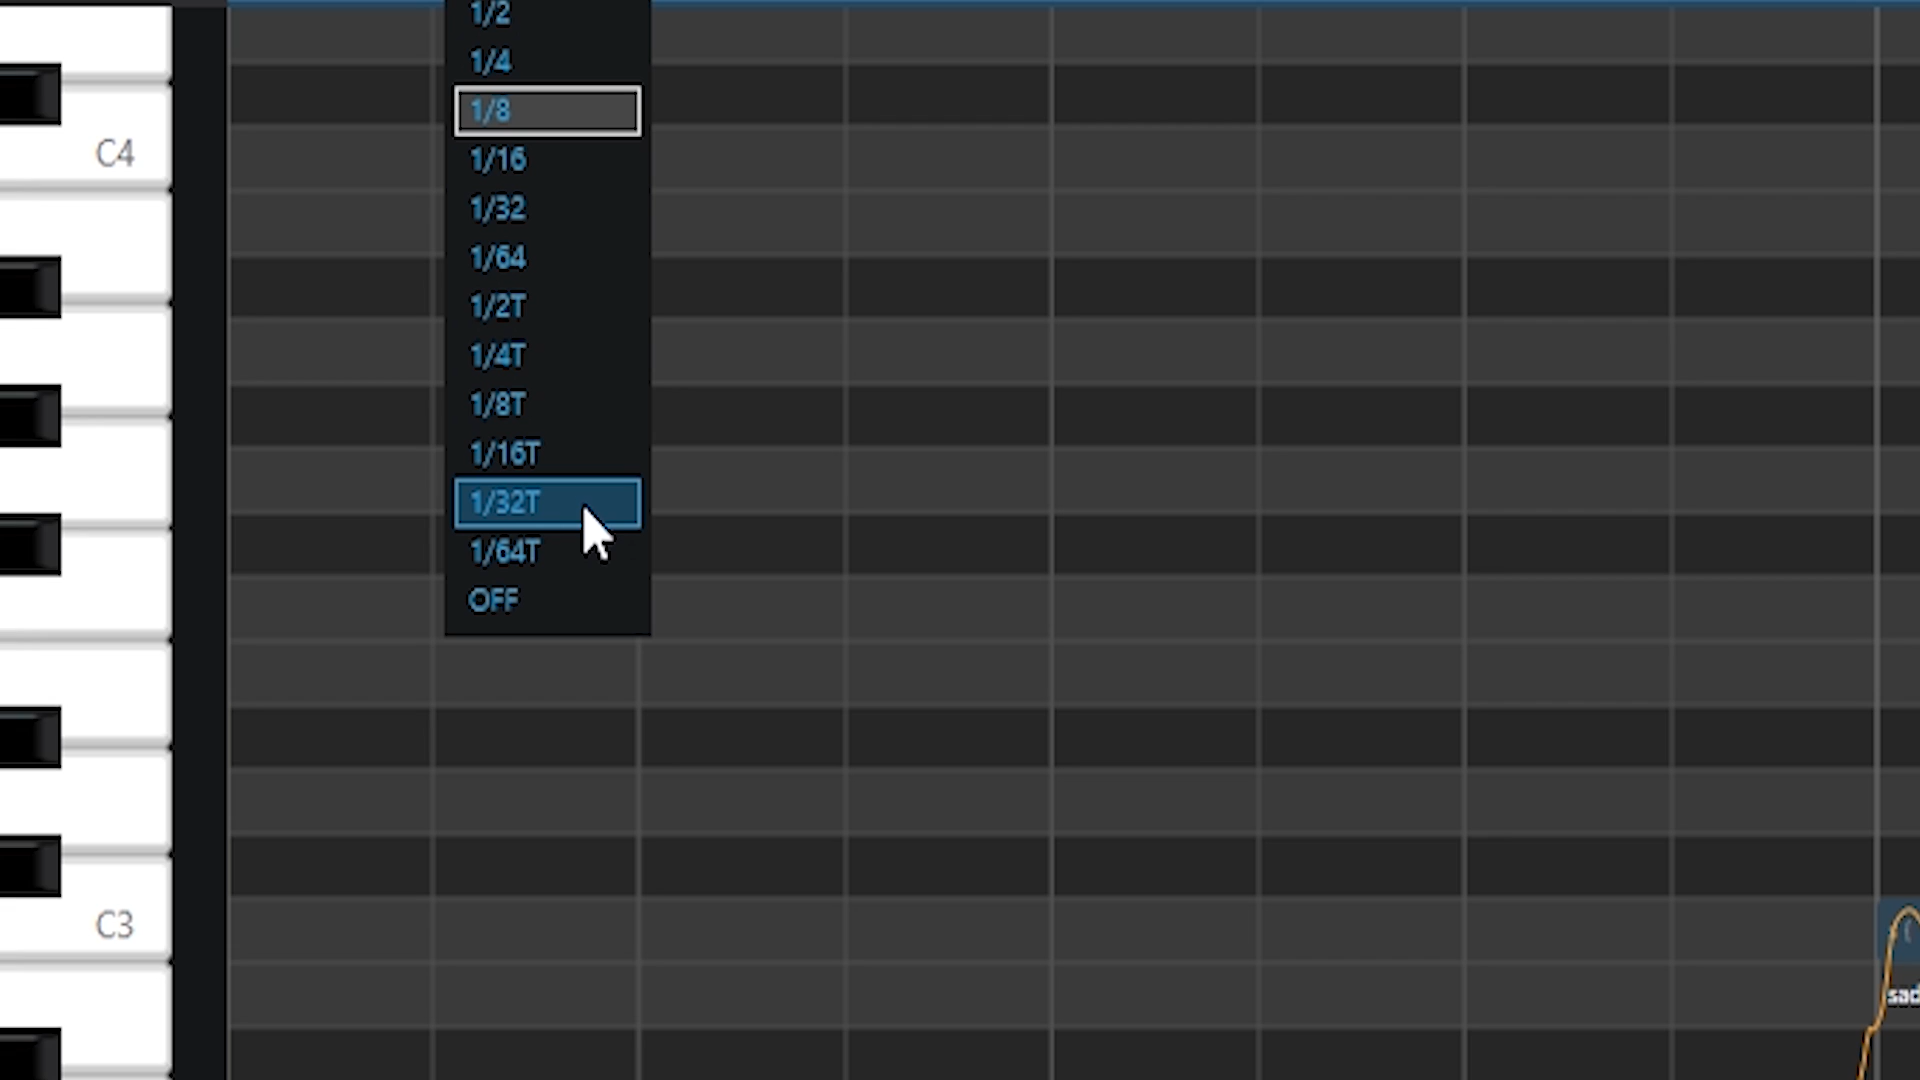 1/2
1/4
1/8
C4
1/16
1/32
1/64
1/2T
1/4T
1/8T
1/16T
1/32T
1/64T
OFF
C3
sad